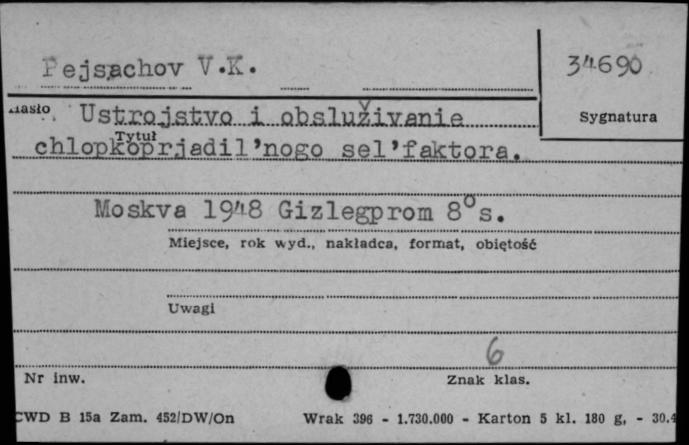 Pejsachov V.K.
34690
Hasło
Sygnatura
Ustrojstvo i obsluživanie
Tytuł
chlopkoprjadil'nogo sel'faktora.
Moskva 1948 Gizlegprom 8° s.
Miejsce, rok wyd., nakładca, format, objętość
Uwagi
6
Nr inw.
Znak klas.
CWD B 15a Zam. 452/DW/On
Wrak 396 - 1.730.000 - Karton 5 kl. 180 g, - 30.4